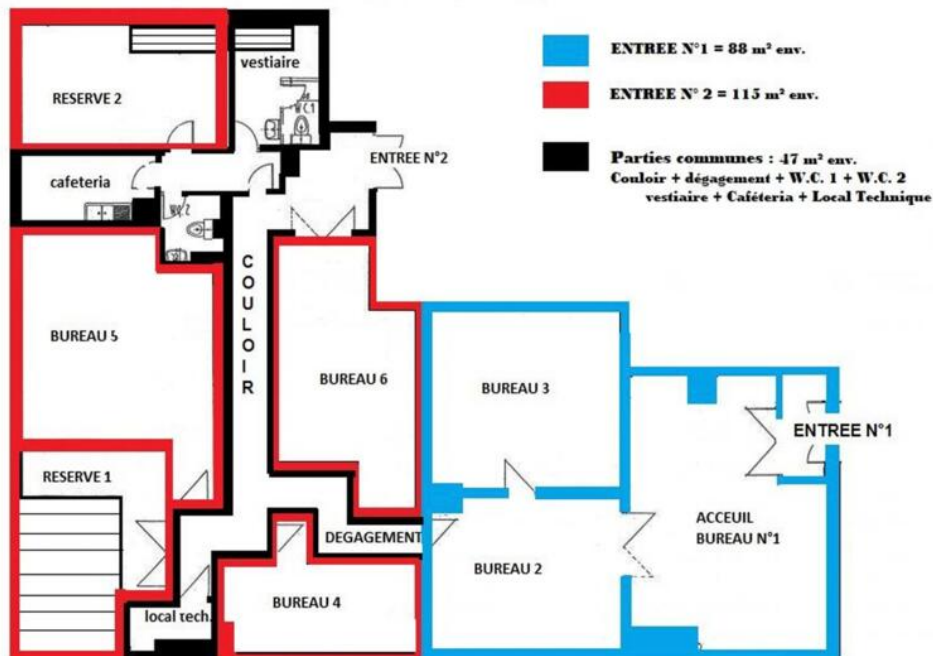 vestiaire
RESERVE 2
W.C.1
ENTREE N°2
cafeteria
W.C.2
COULOIR
BUREAU 5
BUREAU 6
BUREAU 3
ENTREE N°1
RESERVE 1
ACCEUIL
BUREAU N°1
DEGAGEMENT
BUREAU 2
BUREAU 4
local tech.
ENTREE N°1 = 88 m² env.
ENTREE N° 2 = 115 m² env.
Parties communes : 47 m² env.
Couloir + dégagement + W.C. 1 + W.C. 2
vestiaire + Caféteria + Local Technique